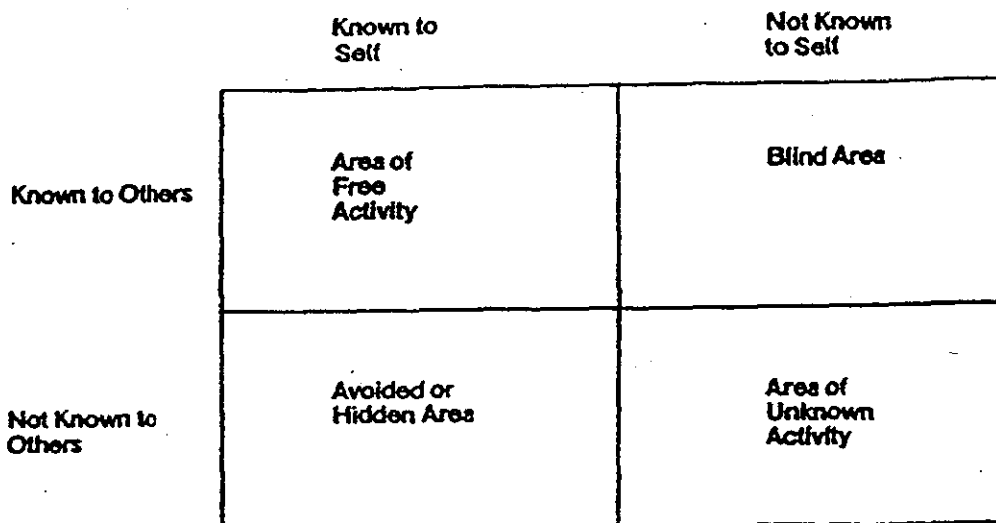 Known to
Self
Not Known
to Self
Known to Others
Area of
Free
Activity
Blind Area
Not Known to
Others
Avoided or
Hidden Area
Area of
Unknown
Activity